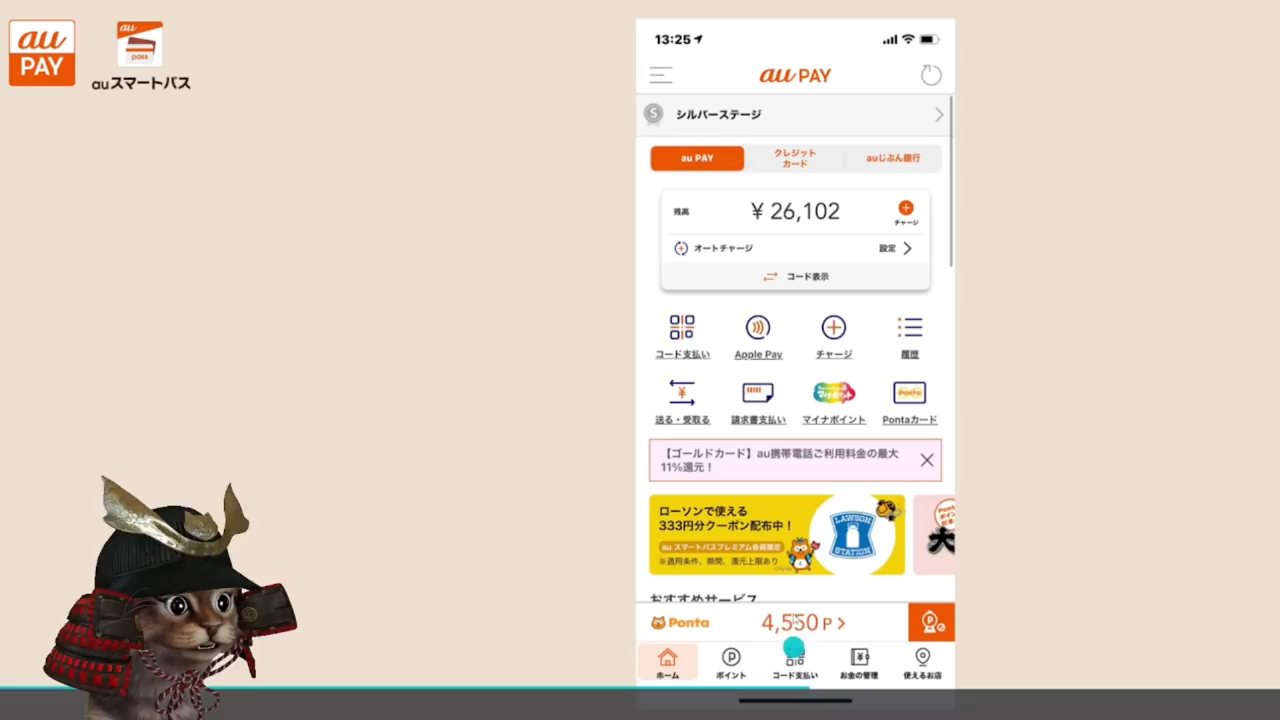 au
PAY
au
pass
auスマートパス
13:25
au PAY
S
シルバーステージ
au PAY
クレジット
カード
auじぶん銀行
残高
¥ 26,102
チャージ
オートチャージ
設定
コード表示
コード支払い
Apple Pay
チャージ
履歴
送る・受取る
請求書支払い
マイナポイント
Pontaカード
【ゴールドカード】au携帯電話ご利用料金の最大
11%還元！
ローソンで使える
333円分クーポン配布中！
au スマートパスプレミアム会員限定
※適用条件、期間、還元上限あり
LAWSON
STATION
大
おすすめサービス
Ponta
4,550 P
ホーム
ポイント
コード支払い
お金の管理
使えるお店